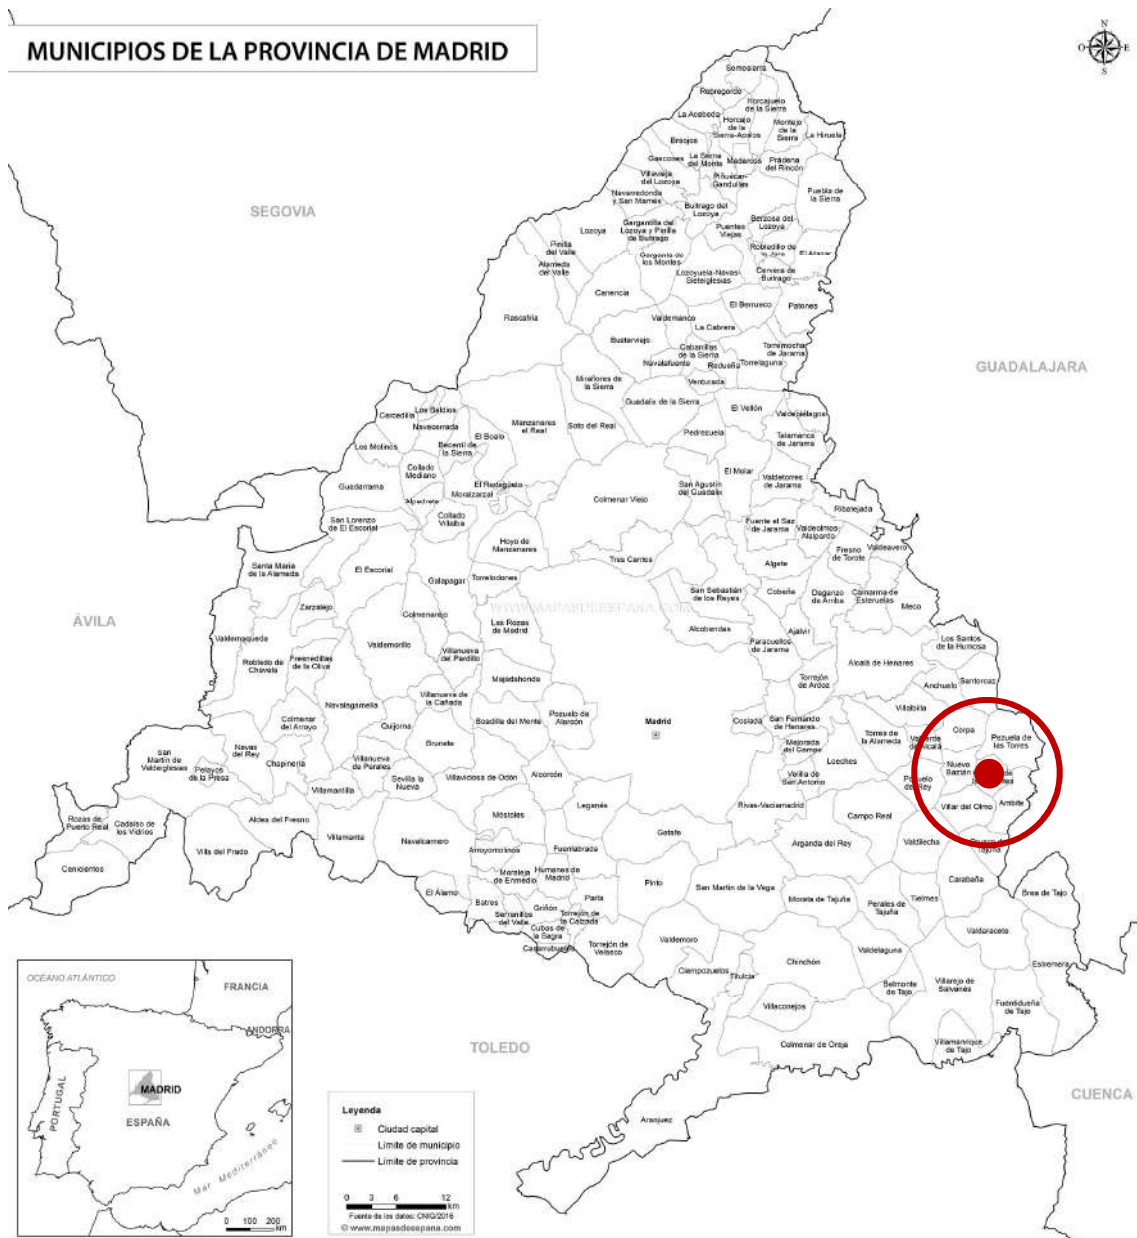 MUNICIPIOS DE LA PROVINCIA DE MADRID
N
O
E
S
Somosierra
Robregordo
Horcajuelo
de la Sierra
La Acebeda
Horcajo
de la
Sierra-Aoslos
Montejo
de la
Sierra
La Hiruela
Braojos
Gascones
La Serna
del Monte
Madarcos
Prádena
del Rincón
Villavieja
del Lozoya
Piñuécar-
Gandullas
Puebla de
la Sierra
Navarredonda
y San Mamés
Buitrago del
Lozoya
SEGOVIA
Lozoya
Gargantilla del
Lozoya y Pinilla
de Buitrago
Puentes
Viejas
Berzosa del
Lozoya
Pinilla
del Valle
Robledillo de
la Jara
El Atazar
Alameda
del Valle
Garganta de
los Montes
Lozoyuela-Navas-
Sieteiglesias
Cervera de
Buitrago
Canencia
El Berrueco
Patones
Rascafría
Valdemanco
La Cabrera
Bustarviejo
Cabanillas
de la Sierra
Torremocha
de Jarama
Navalafuente
Redueña
Torrelaguna
GUADALAJARA
Miraflores de
la Sierra
Venturada
Guadalix de la Sierra
El Vellón
Valdepiélagos
Cercedilla
Los Baldíos
Navacerrada
Manzanares
el Real
Soto del Real
Pedrezuela
Talamanca
de Jarama
Los Molinos
Becerril de
la Sierra
El Boalo
Collado
Mediano
El Molar
Valdetorres
de Jarama
Guadarrama
Moralzarzal
San Agustín
del Guadalix
Alpedrete
Colmenar Viejo
Ribatejada
San Lorenzo
de El Escorial
Collado
Villalba
Fuente el Saz
de Jarama
Valdeolmos
Alalpardo
Hoyo de
Manzanares
Tres Cantos
Fresno
de Torote
Valdeavero
Santa María
de la Alameda
El Escorial
Galapagar
Torrelodones
Algete
San Sebastián
de los Reyes
Cobeña
Daganzo
de Arriba
Camarma de
Esteruelas
Meco
WWW.MAPASDEESPANA.COM
Zarzalejo
Colmenarejo
Las Rozas
de Madrid
Alcobendas
Ajalvir
ÁVILA
Valdemaqueda
Valdemorillo
Villanueva
del Pardillo
Paracuellos
de Jarama
Los Santos
de la Humosa
Robledo de
Chavela
Fresnedillas
de la Oliva
Alcalá de Henares
Majadahonda
Torrejón
de Ardoz
Anchuelo
Santorcaz
Navalagamella
Villanueva de
la Cañada
Villalbilla
Colmenar
del Arroyo
Quijorna
Boadilla del Monte
Pozuelo de
Alarcón
Madrid
Coslada
San Fernando
de Henares
Corpa
Pezuela de
las Torres
San
Martín de
Valdeiglesias
Navas
del Rey
Brunete
Mejorada
del Campo
Torres de
la Alameda
Pelayos
de la Presa
Chapinería
Villanueva
de Perales
Sevilla la
Nueva
Villaviciosa de Odón
Alcorcón
Velilla de
San Antonio
Loeches
Nuevo
Baztán
Villamantilla
Leganés
Rivas-Vaciamadrid
Villar del Olmo
Ambite
Rozas de
Puerto Real
Cadalso de
los Vidrios
Aldea del Fresno
Móstoles
Campo Real
Villa del Prado
Villamanta
Navalcarnero
Getafe
Arganda del Rey
Valdilecha
Cenicientos
Arroyomolinos
Fuenlabrada
El Álamo
Moraleja
de Enmedio
Humanes de
Madrid
Pinto
San Martín de la Vega
Carabaña
Brea de Tajo
Batres
Griñón
Parla
Morata de Tajuña
Perales de
Tajuña
Tielmes
Serranillos
del Valle
Torrejón de
la Calzada
Cubas de
la Sagra
Casarrubuelos
Torrejón de
Velasco
Valdemoro
Valdelaguna
Valdaracete
Chinchón
Estremera
Ciempozuelos
Titulcia
Belmonte
de Tajo
Villarejo de
Salvanés
Fuentidueña
de Tajo
Villaconejos
TOLEDO
Colmenar de Oreja
Villamanrique
de Tajo
CUENCA
Aranjuez
OCÉANO ATLÁNTICO
FRANCIA
ANDORRA
PORTUGAL
MADRID
ESPAÑA
Mar Mediterráneo
0 100 200
km
Leyenda
Ciudad capital
Límite de municipio
Límite de provincia
0 3 6 12
km
Fuente de los datos: CNIG/2016
© www.mapasdeespana.com